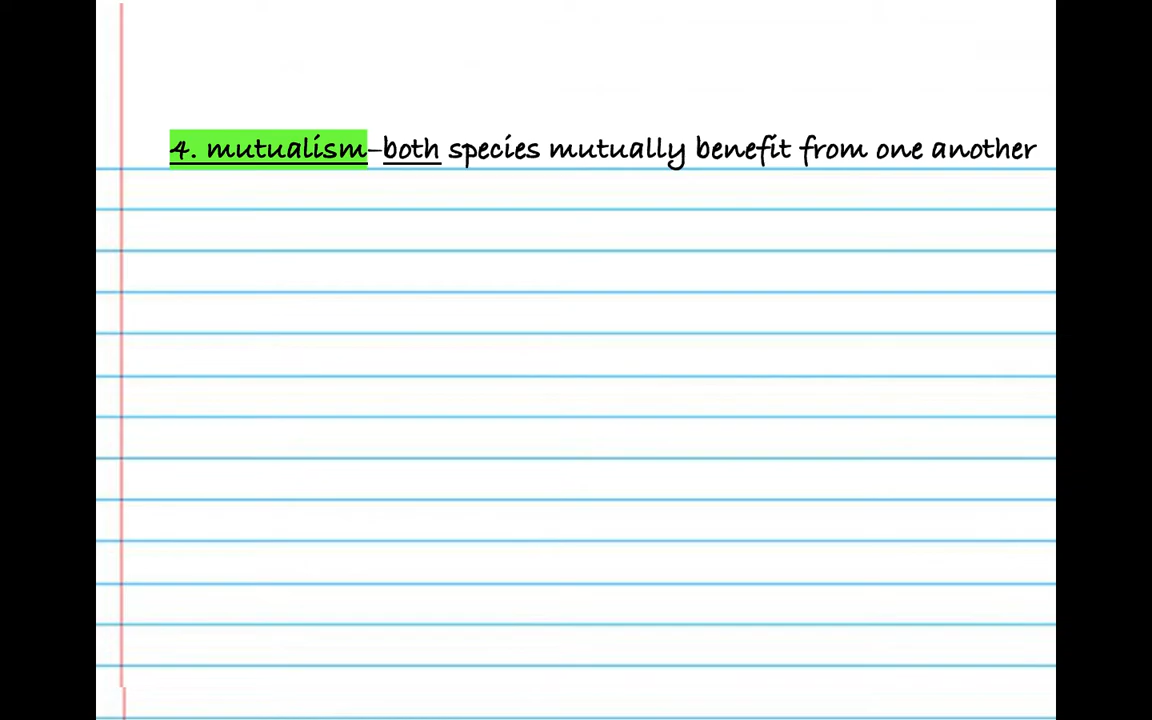 4. mutualism–both species mutually benefit from one another